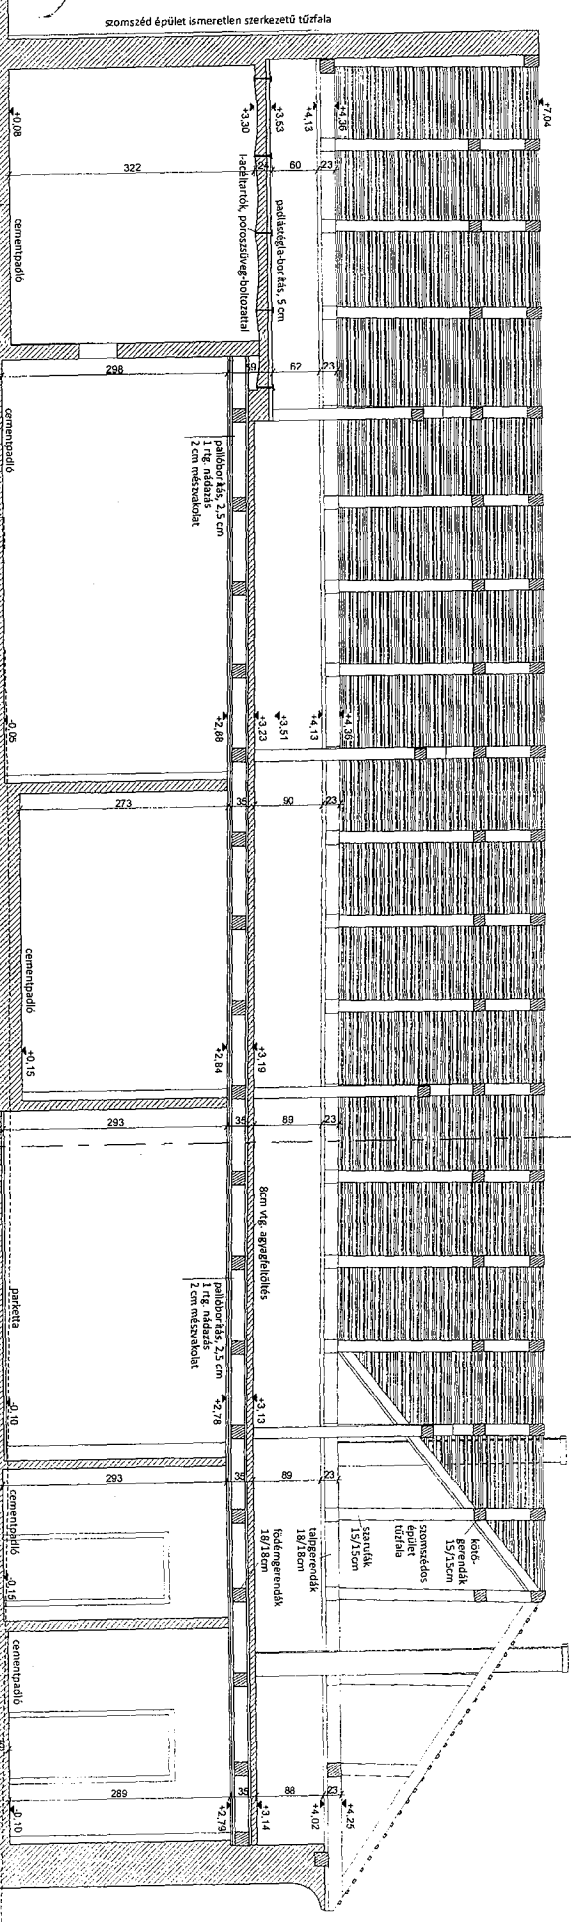 szomszéd épület ismeretlen szerkezetű tűzfala
+0,08
+3,30
+3,53
+4,13
+4,36
+7,04
322
24
60
23
cementpadló
I-acéltartók, poroszsüveg-boltozattal
padlástégla-borítás, 5 cm
298
59
62
23
cementpadló
pallóborítás, 2,5 cm
1 rtg. nádazás
2 cm mészvakolat
-0,05
+2,88
+3,23
+3,51
+4,13
+4,36
273
35
90
23
cementpadló
+0,15
+2,84
+3,19
293
35
89
23
8cm vtg. agyagfeltöltés
parketta
pallóborítás, 2,5 cm
1 rtg. nádazás
2 cm mészvakolat
-0,10
+2,78
+3,13
293
35
89
23
cementpadló
-0,15
födémgerendák
18/18cm
talpgerendák
18/18cm
szarufák
15/15cm
szomszédos
épület
tűzfala
kötő-
gerendák
15/15cm
cementpadló
289
35
88
23
-0,10
+2,79
+3,14
+4,02
+4,25